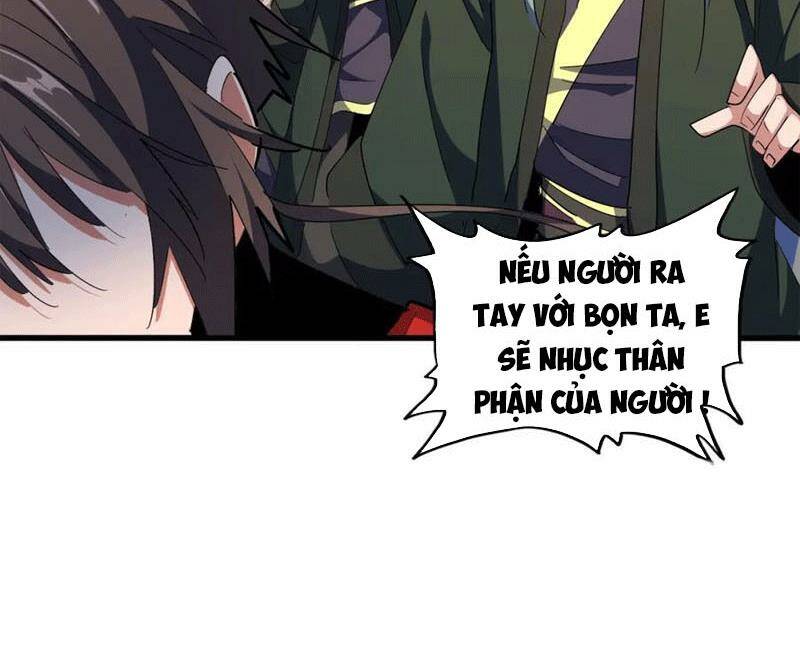 NẾU NGƯỜI RA
TAY VỚI BỌN TA, E
SẼ NHỤC THÂN
PHẬN CỦA NGƯỜI !